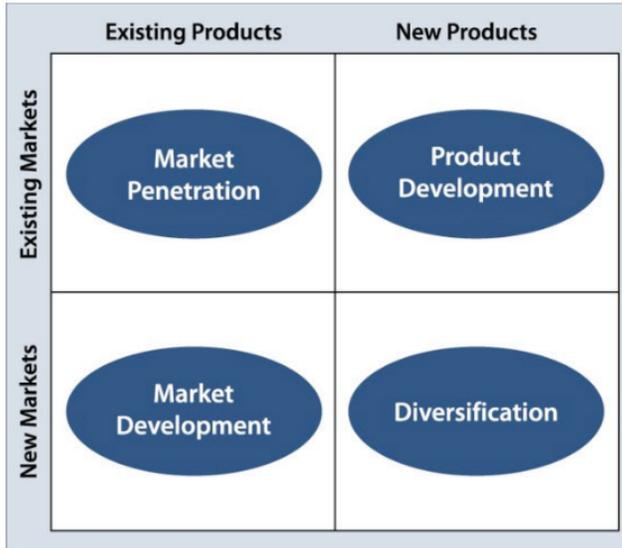 Existing Products
New Products
Existing Markets
Market
Penetration
Product
Development
New Markets
Market
Development
Diversification